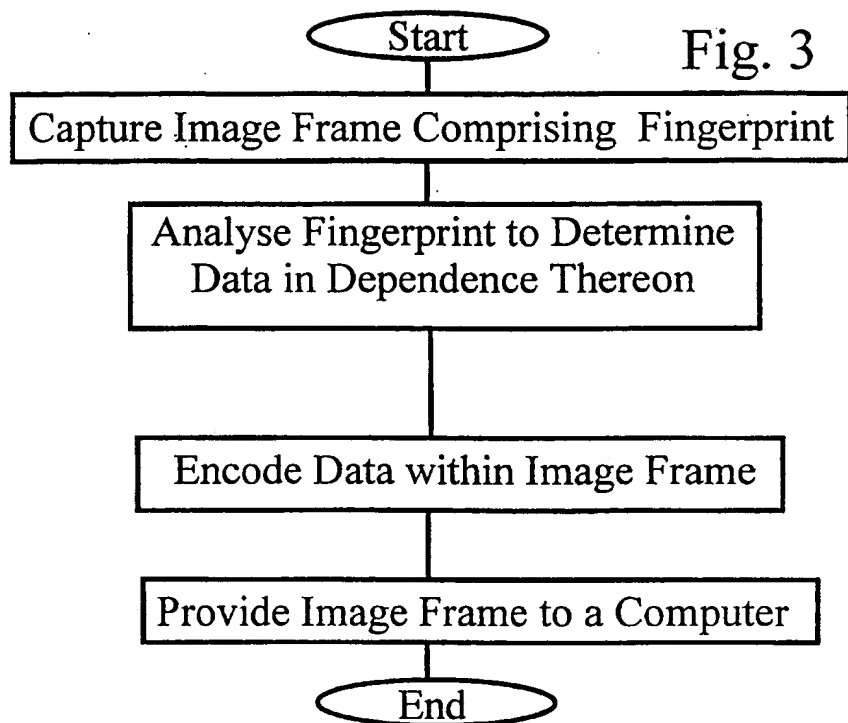 Start
Fig. 3
Capture Image Frame Comprising Fingerprint
Analyse Fingerprint to Determine
Data in Dependence Thereon
Encode Data within Image Frame
Provide Image Frame to a Computer
End